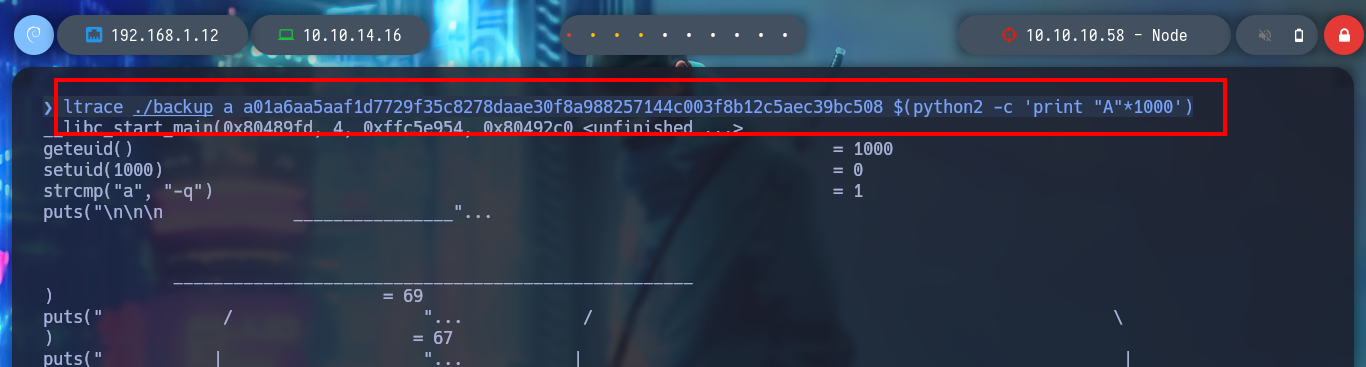 192.168.1.12 10.10.14.16 10.10.10.58 - Node
❯ ltrace ./backup a a01a6aa5aaf1d7729f35c8278daae30f8a988257144c003f8b12c5aec39bc508 $(python2 -c 'print "A"*1000')
__libc_start_main(0x80489fd, 4, 0xffc5e954, 0x80492c0 <unfinished ...>
geteuid() = 1000
setuid(1000) = 0
strcmp("a", "-q") = 1
puts("\n\n\n ________________"...
____________________________________________________
) = 69
puts(" / "... / \
) = 67
puts(" | "... | |